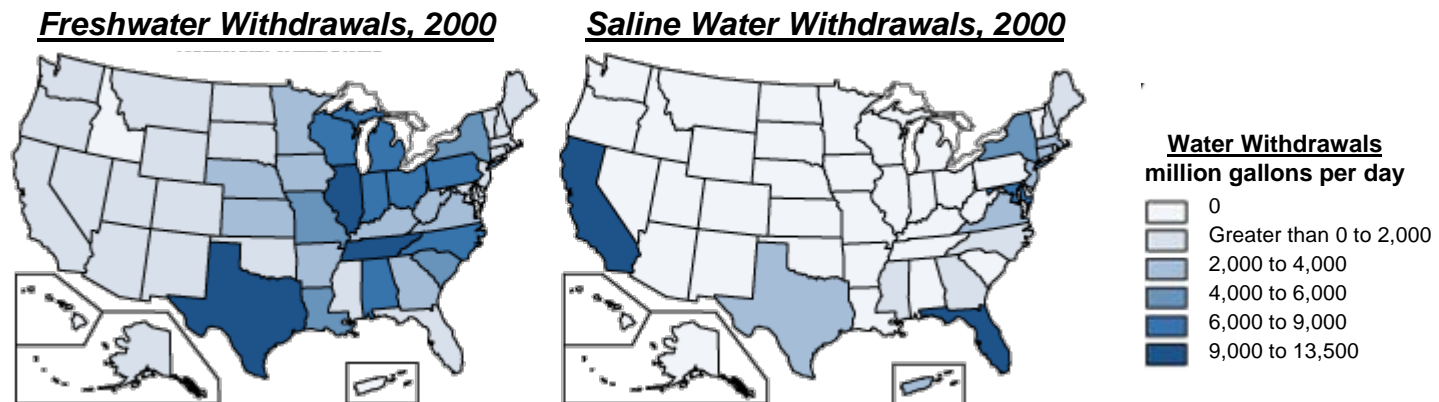 Freshwater Withdrawals, 2000
Saline Water Withdrawals, 2000
Water Withdrawals
million gallons per day
0
Greater than 0 to 2,000
2,000 to 4,000
4,000 to 6,000
6,000 to 9,000
9,000 to 13,500